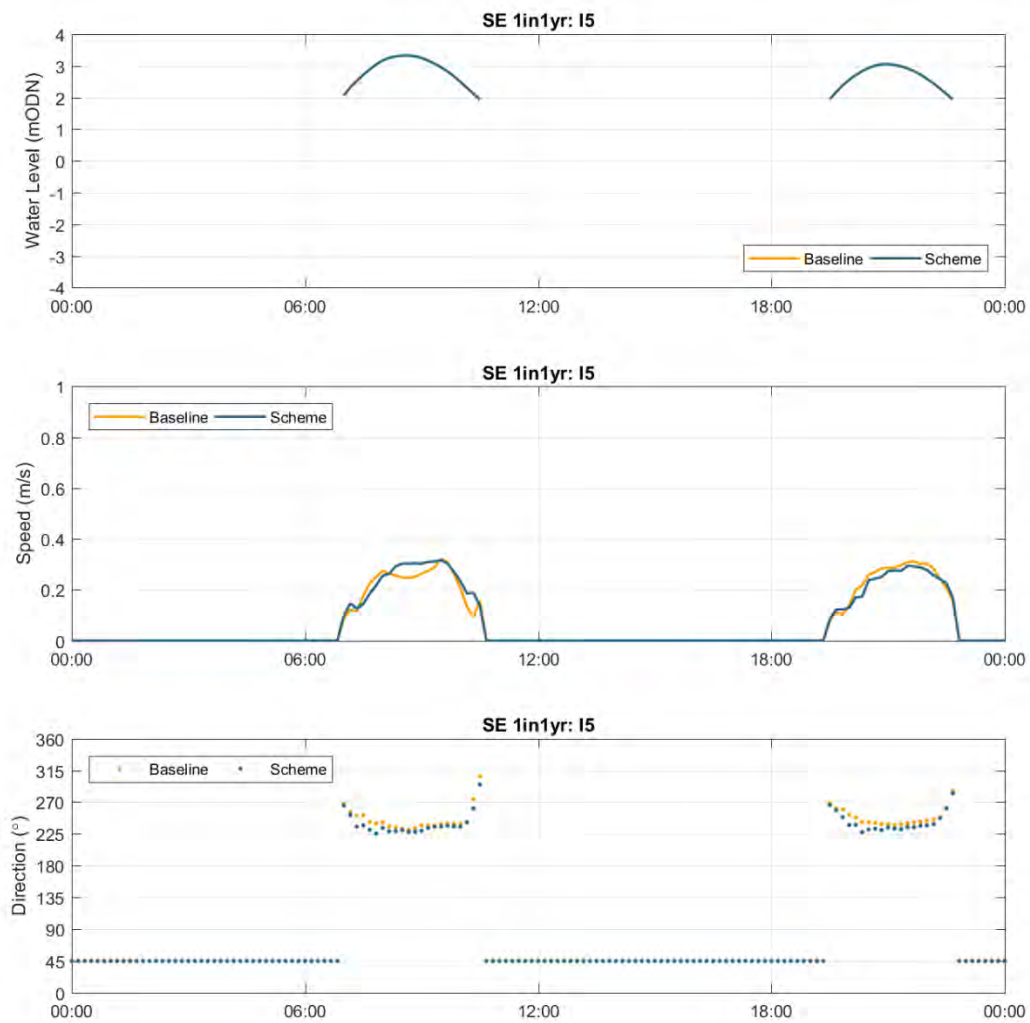 SE 1in1yr: I5
4
3
2
1
0
-1
-2
-3
-4
Water Level (mODN)
Baseline Scheme
00:00 06:00 12:00 18:00 00:00
SE 1in1yr: I5
1
0.8
0.6
0.4
0.2
0
Speed (m/s)
Baseline Scheme
00:00 06:00 12:00 18:00 00:00
SE 1in1yr: I5
360
315
270
225
180
135
90
45
0
Direction (°)
Baseline Scheme
00:00 06:00 12:00 18:00 00:00